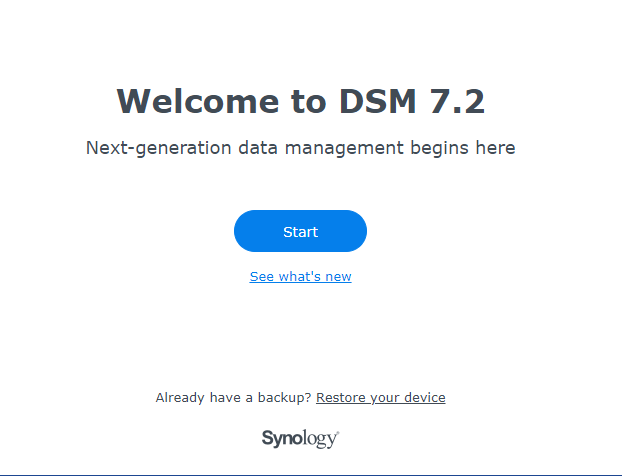 Welcome to DSM 7.2
Next-generation data management begins here
Start
See what's new
Already have a backup? Restore your device
Synology